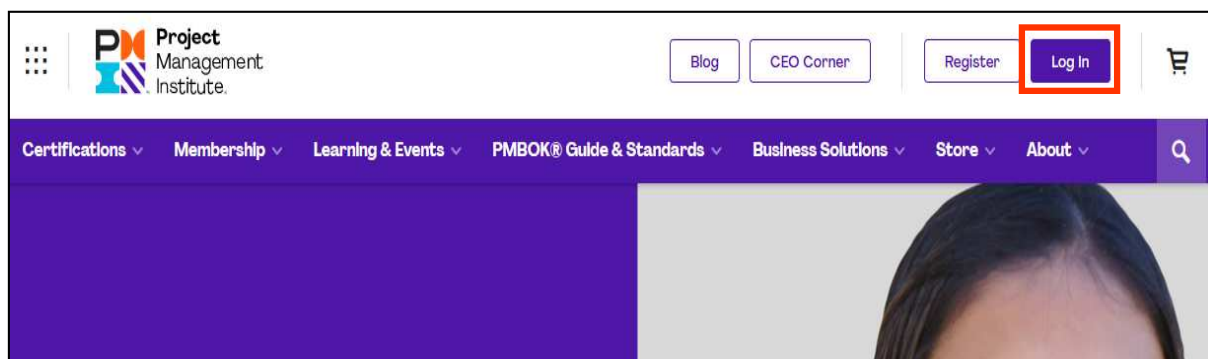 Project
Management
Institute.
Blog
CEO Corner
Register
Log In
Certifications
Membership
Learning & Events
PMBOK® Guide & Standards
Business Solutions
Store
About